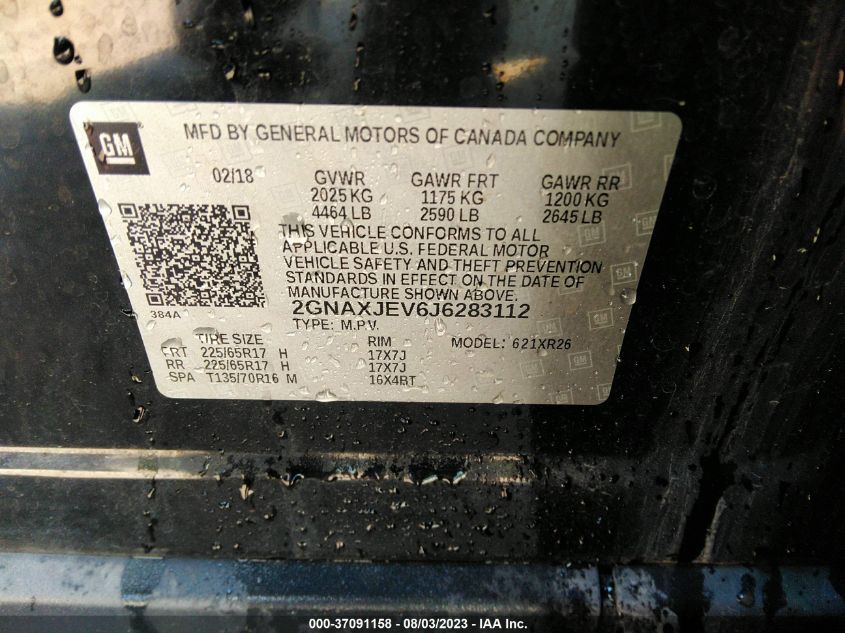 GM
MFD BY GENERAL MOTORS OF CANADA COMPANY
02/18 GVWR GAWR FRT GAWR RR
2025 KG 1175 KG 1200 KG
4464 LB 2590 LB 2645 LB
THIS VEHICLE CONFORMS TO ALL
APPLICABLE U.S. FEDERAL MOTOR
VEHICLE SAFETY AND THEFT PREVENTION
STANDARDS IN EFFECT ON THE DATE OF
MANUFACTURE SHOWN ABOVE.
384A
2GNAXJEV6J6283112
TYPE: M.P.V.
TIRE SIZE RIM MODEL: 621XR26
FRT 225/65R17 H 17X7J
RR 225/65R17 H 17X7J
SPA T135/70R16 M 16X4BT
000-37091158 - 08/03/2023 - IAA Inc.